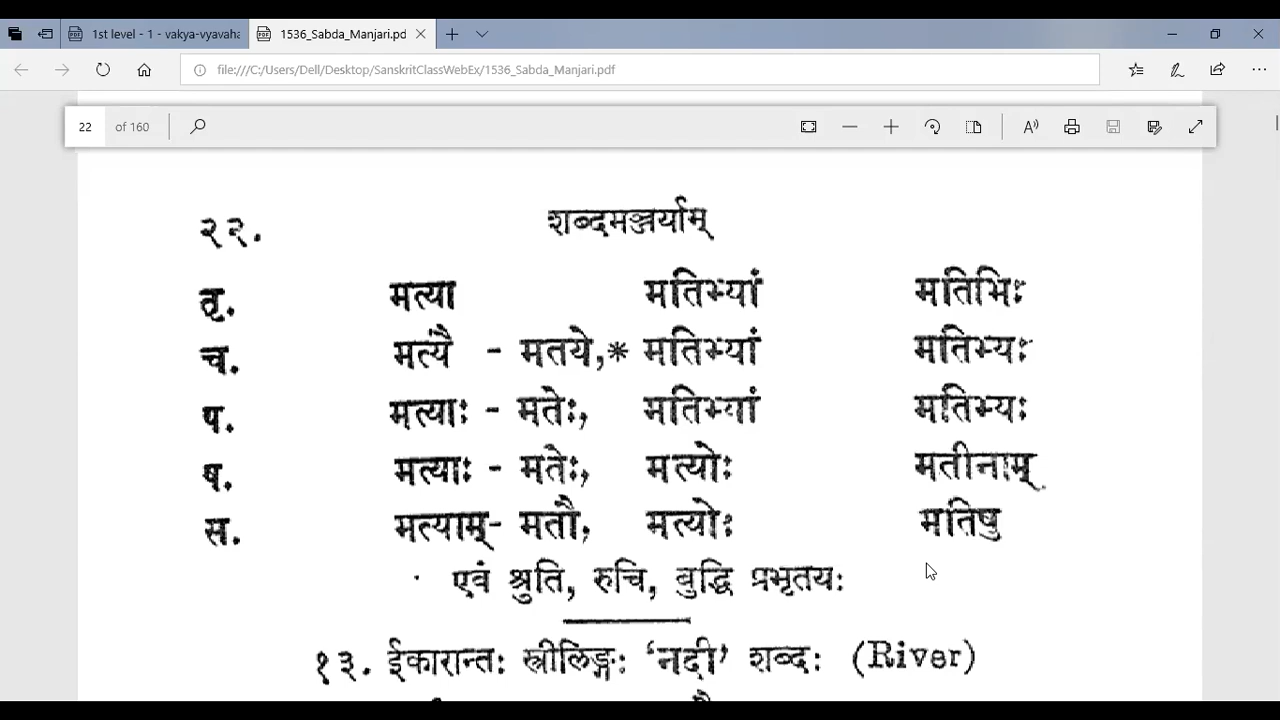 1st level - 1 - vakya-vyavaha 1536_Sabda_Manjari.pd
file:///C:/Users/Dell/Desktop/SanskritClassWebEx/1536_Sabda_Manjari.pdf
22 of 160
२२. शब्दमञ्जर्याम्
तृ. मत्या मतिभ्यां मतिभिः
च. मत्यै - मतये,* मतिभ्यां मतिभ्यः
प. मत्याः - मतेः, मतिभ्यां मतिभ्यः
ष. मत्याः - मतेः, मत्योः मतीनाम्
स. मत्याम्- मतौ, मत्योः मतिषु
एवं श्रुति, रुचि, बुद्धि प्रभृतयः
१३. ईकारान्तः स्त्रीलिङ्गः ‘नदी’ शब्दः (River)